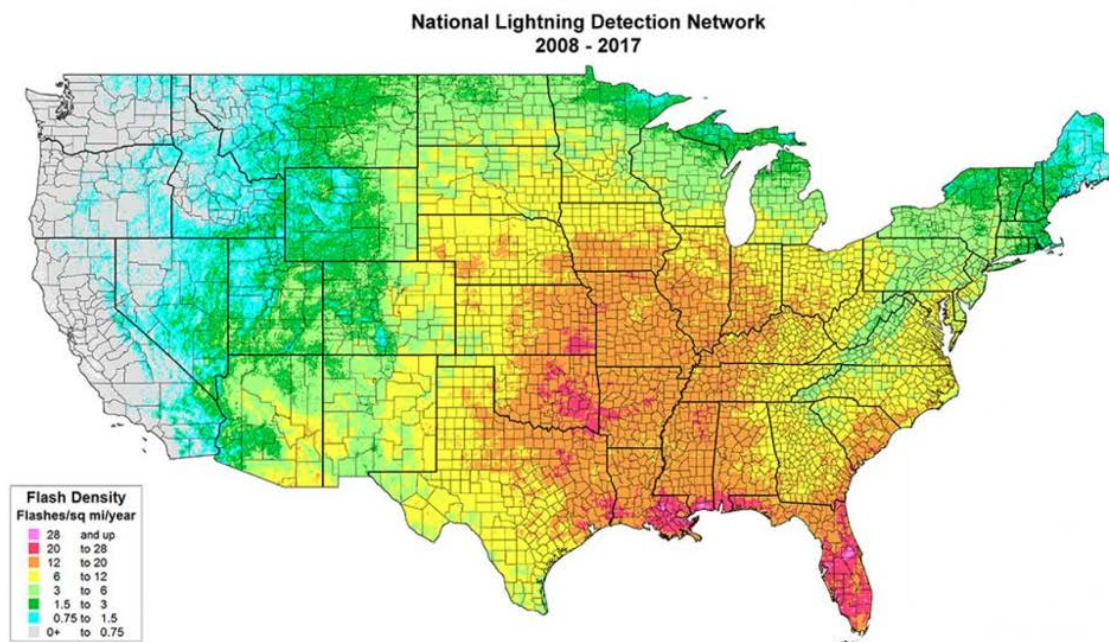 National Lightning Detection Network
2008 - 2017
Flash Density
Flashes/sq mi/year
28 and up
20 to 28
12 to 20
6 to 12
3 to 6
1.5 to 3
0.75 to 1.5
0+ to 0.75